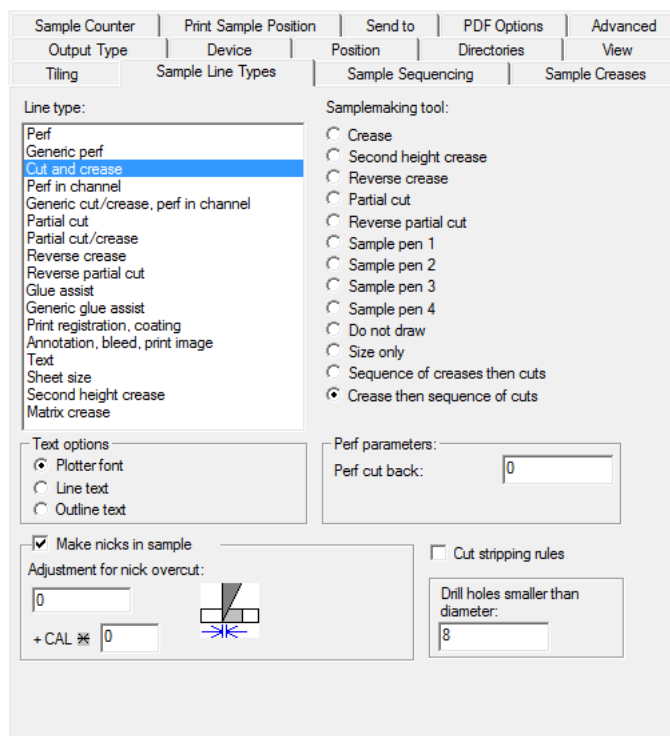 Sample Counter Print Sample Position Send to PDF Options Advanced
Output Type Device Position Directories View
Tiling Sample Line Types Sample Sequencing Sample Creases
Line type:
Perf
Generic perf
Cut and crease
Perf in channel
Generic cut/crease, perf in channel
Partial cut
Partial cut/crease
Reverse crease
Reverse partial cut
Glue assist
Generic glue assist
Print registration, coating
Annotation, bleed, print image
Text
Sheet size
Second height crease
Matrix crease
Samplemaking tool:
Crease
Second height crease
Reverse crease
Partial cut
Reverse partial cut
Sample pen 1
Sample pen 2
Sample pen 3
Sample pen 4
Do not draw
Size only
Sequence of creases then cuts
Crease then sequence of cuts
Text options
Plotter font
Line text
Outline text
Perf parameters:
Perf cut back: 0
Make nicks in sample
Adjustment for nick overcut:
0
+ CAL * 0
Cut stripping rules
Drill holes smaller than
diameter:
8